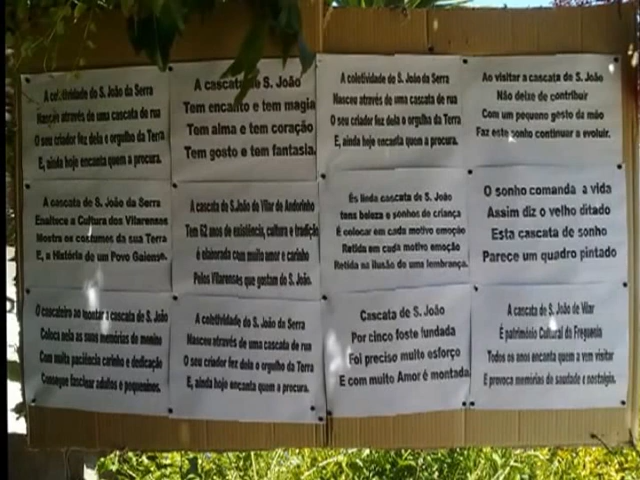 A coletividade de S. João da Serra
Nasceu através de uma cascata de rua
O seu criador fez dela o orgulho da Terra
E, ainda hoje encanta quem a procura.
A cascata de S. João
Tem encanto e tem magia
Tem alma e tem coração
Tem gosto e tem fantasia.
A coletividade de S. João da Serra
Nasceu através de uma cascata de rua
O seu criador fez dela o orgulho da Terra
E, ainda hoje encanta quem a procura.
Ao visitar a cascata de S. João
Não deixe de contribuir
Com um pequeno gesto da mão
Faz este sonho continuar a evoluir.
A cascata de S. João da Serra
Enaltece a Cultura dos Vilarenses
Mostra os costumes da sua Terra
E, a História de um Povo Gaiense.
A cascata de S.João de Vilar de Andorinho
Tem 62 anos de existência, cultura e tradição
é elaborada com muito amor e carinho
Pelos Vilarenses que gostam do S. João.
És linda cascata de S. João
tens beleza e sonhos de criança
É colocar em cada motivo emoção
Retida em cada motivo emoção
Retida na ilusão de uma lembrança.
O sonho comanda a vida
Assim diz o velho ditado
Esta cascata de sonho
Parece um quadro pintado
O cascateiro ao montar a cascata de S. João
Coloca nela as suas memórias de menino
Com muita paciência carinho e dedicação
Consegue fascinar adultos e pequeninos.
A coletividade de S. João da Serra
Nasceu através de uma cascata de rua
O seu criador fez dela o orgulho da Terra
E, ainda hoje encanta quem a procura.
Cascata de S. João
Por cinco foste fundada
Foi preciso muito esforço
E com muito Amor é montada.
A cascata de S. João de Vilar
É património Cultural da Freguesia
Todos os anos encanta quem a vem visitar
E provoca memórias de saudade e nostalgia.